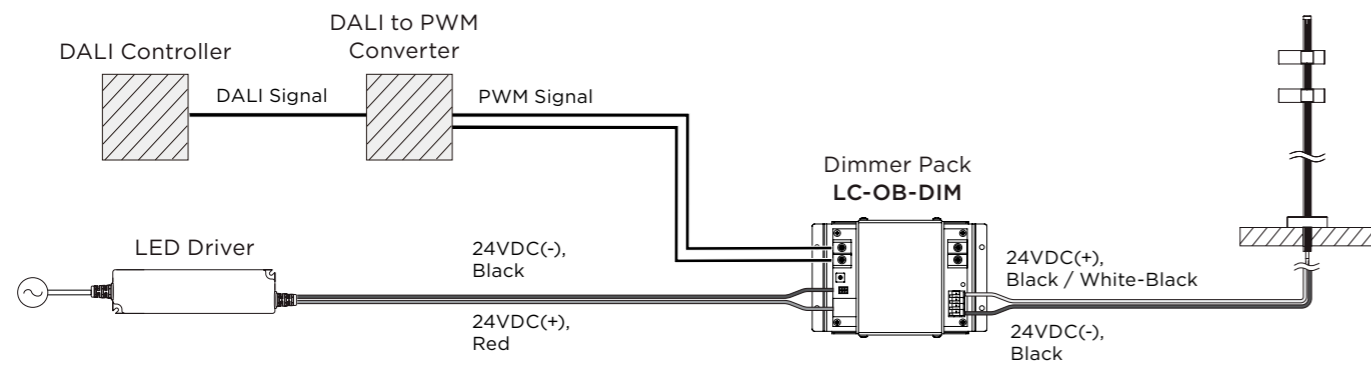 DALI to PWM
Converter
DALI Controller
DALI Signal
PWM Signal
Dimmer Pack
LC-OB-DIM
LED Driver
24VDC(-),
Black
24VDC(+),
Red
24VDC(+),
Black / White-Black
24VDC(-),
Black